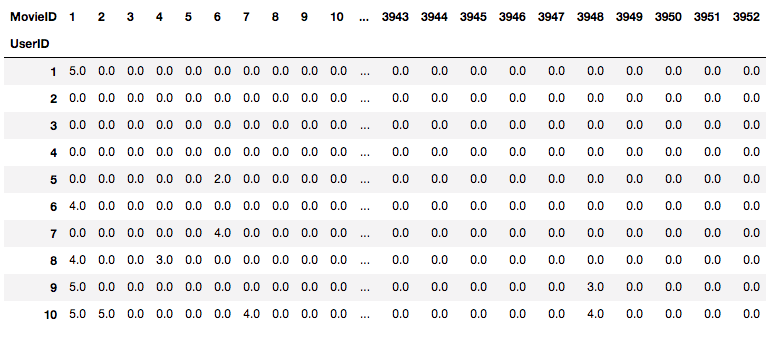 MovieID 1 2 3 4 5 6 7 8 9 10 ... 3943 3944 3945 3946 3947 3948 3949 3950 3951 3952
UserID
1 5.0 0.0 0.0 0.0 0.0 0.0 0.0 0.0 0.0 0.0 ... 0.0 0.0 0.0 0.0 0.0 0.0 0.0 0.0 0.0 0.0
2 0.0 0.0 0.0 0.0 0.0 0.0 0.0 0.0 0.0 0.0 ... 0.0 0.0 0.0 0.0 0.0 0.0 0.0 0.0 0.0 0.0
3 0.0 0.0 0.0 0.0 0.0 0.0 0.0 0.0 0.0 0.0 ... 0.0 0.0 0.0 0.0 0.0 0.0 0.0 0.0 0.0 0.0
4 0.0 0.0 0.0 0.0 0.0 0.0 0.0 0.0 0.0 0.0 ... 0.0 0.0 0.0 0.0 0.0 0.0 0.0 0.0 0.0 0.0
5 0.0 0.0 0.0 0.0 0.0 2.0 0.0 0.0 0.0 0.0 ... 0.0 0.0 0.0 0.0 0.0 0.0 0.0 0.0 0.0 0.0
6 4.0 0.0 0.0 0.0 0.0 0.0 0.0 0.0 0.0 0.0 ... 0.0 0.0 0.0 0.0 0.0 0.0 0.0 0.0 0.0 0.0
7 0.0 0.0 0.0 0.0 0.0 4.0 0.0 0.0 0.0 0.0 ... 0.0 0.0 0.0 0.0 0.0 0.0 0.0 0.0 0.0 0.0
8 4.0 0.0 0.0 3.0 0.0 0.0 0.0 0.0 0.0 0.0 ... 0.0 0.0 0.0 0.0 0.0 0.0 0.0 0.0 0.0 0.0
9 5.0 0.0 0.0 0.0 0.0 0.0 0.0 0.0 0.0 0.0 ... 0.0 0.0 0.0 0.0 0.0 3.0 0.0 0.0 0.0 0.0
10 5.0 5.0 0.0 0.0 0.0 0.0 4.0 0.0 0.0 0.0 ... 0.0 0.0 0.0 0.0 0.0 4.0 0.0 0.0 0.0 0.0